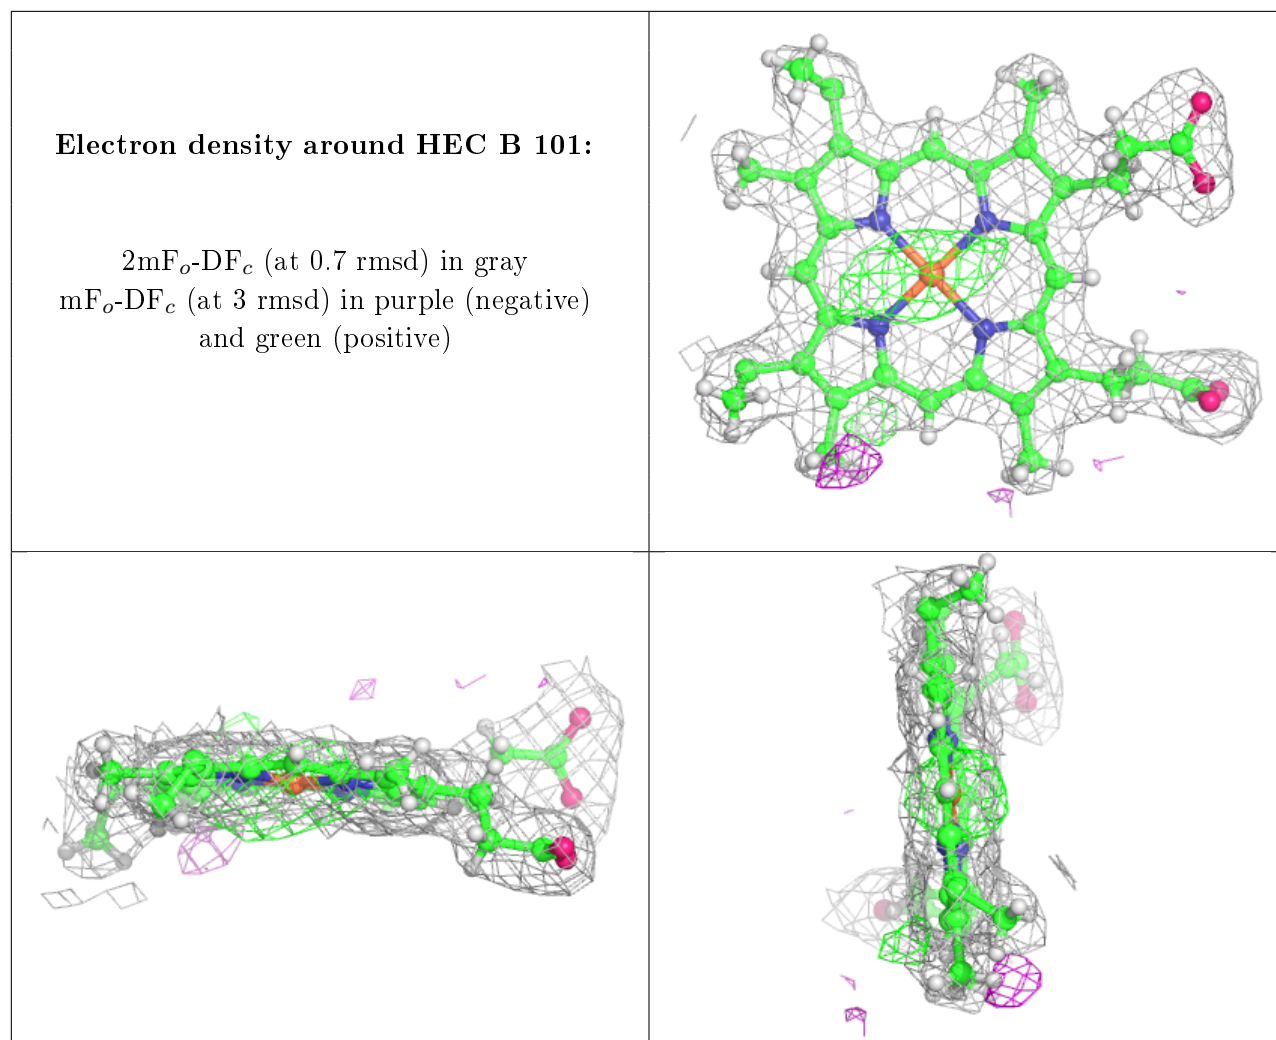 Electron density around HEC B 101:
2mFₒ-DF𝒸 (at 0.7 rmsd) in gray
mFₒ-DF𝒸 (at 3 rmsd) in purple (negative)
and green (positive)